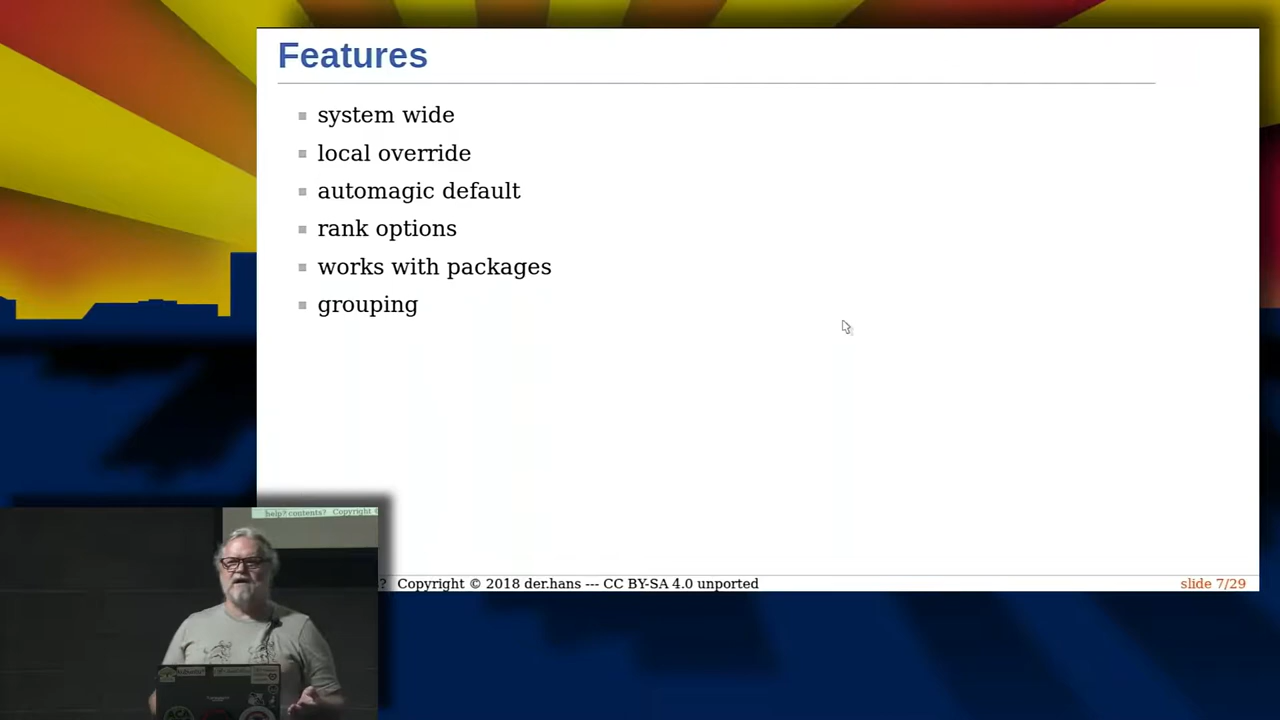 Features
system wide
local override
automagic default
rank options
works with packages
grouping
help? contents? Copyright ©
? Copyright © 2018 der.hans --- CC BY-SA 4.0 unported
slide 7/29